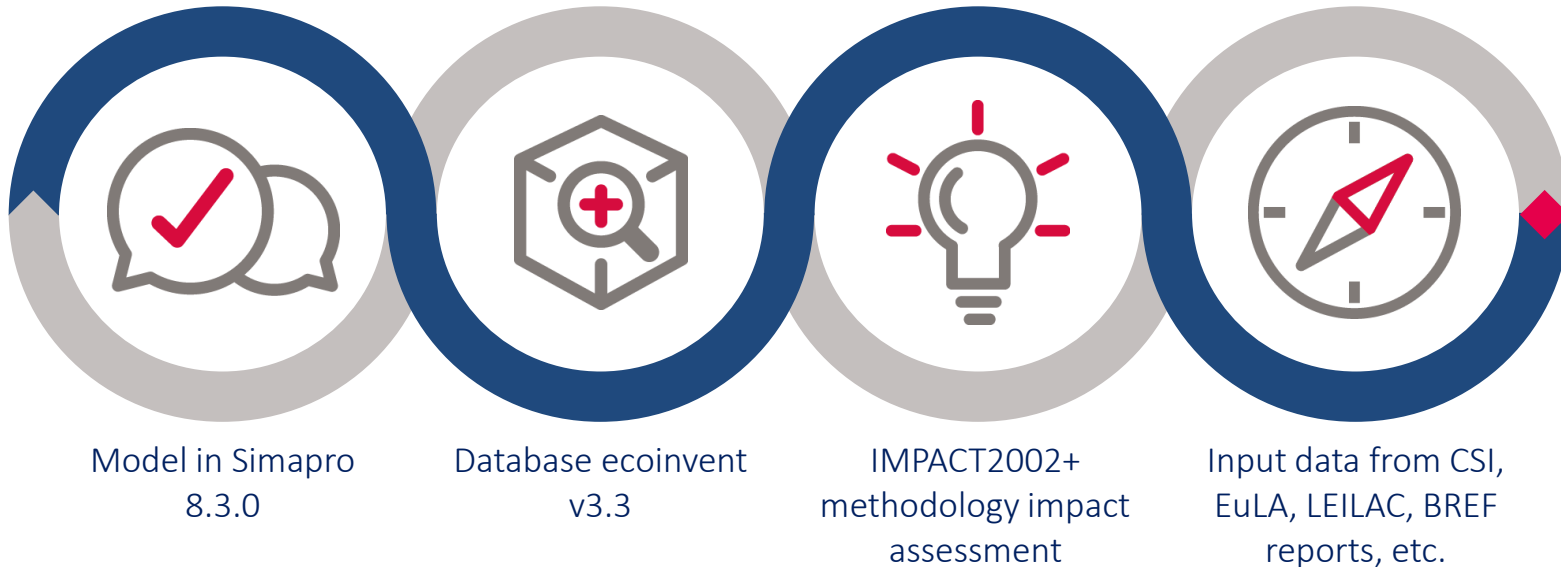 Model in Simapro
8.3.0
Database ecoinvent
v3.3
IMPACT2002+
methodology impact
assessment
Input data from CSI,
EuLA, LEILAC, BREF
reports, etc.